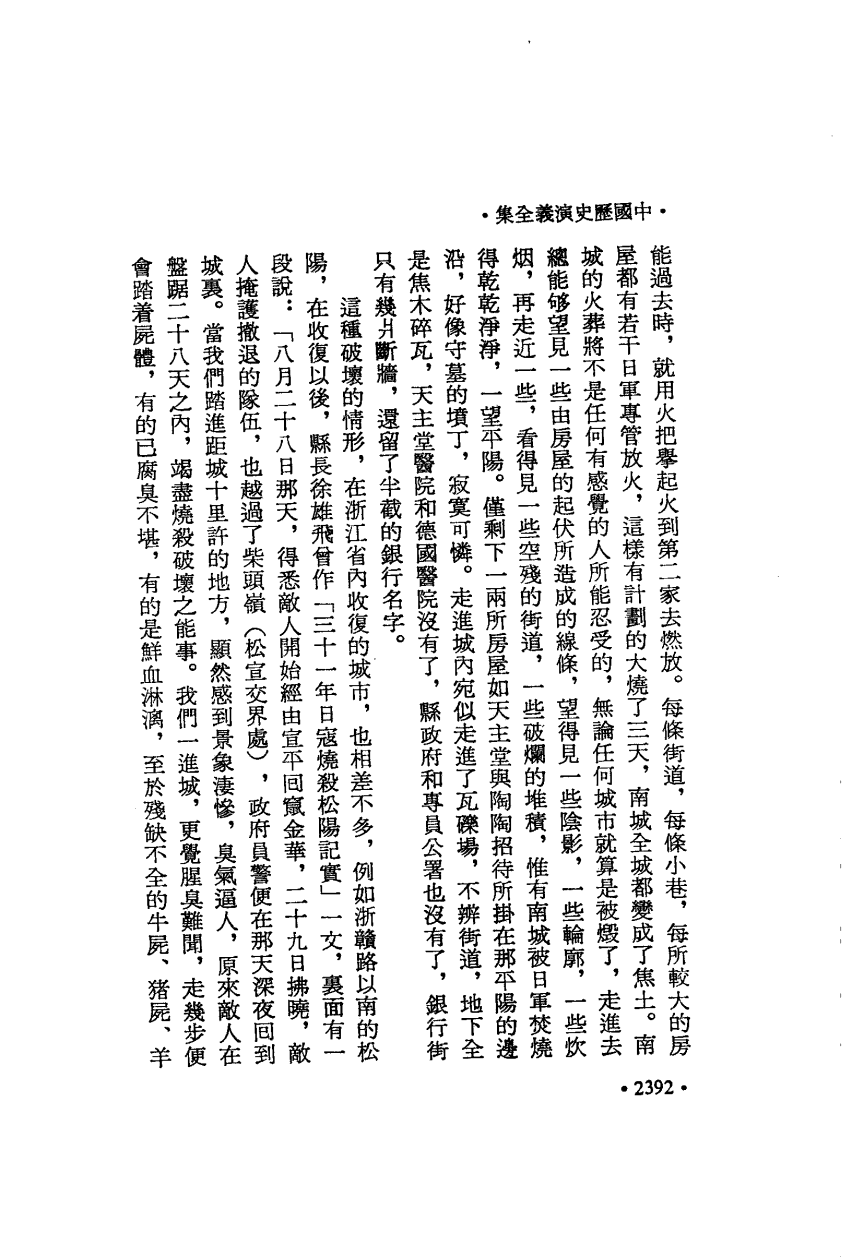 •中國歷史演義全集•
能過去時，就用火把舉起火到第二家去燃放。每條街道，每條小巷，每所較大的房
屋都有若干日軍專管放火，這樣有計劃的大燒了三天，南城全城都變成了焦土。南
城的火葬將不是任何有感覺的人所能忍受的，無論任何城市就算是被燬了，走進去
總能够望見一些由房屋的起伏所造成的線條，望得見一些陰影，一些輪廓，一些炊
烟，再走近一些，看得見一些空殘的街道，一些破爛的堆積，惟有南城被日軍焚燒
得乾乾淨淨，一望平陽。僅剩下一兩所房屋如天主堂與陶陶招待所掛在那平陽的邊
沿，好像守墓的墳丁，寂寞可憐。走進城內宛似走進了瓦礫場，不辨街道，地下全
是焦木碎瓦，天主堂醫院和德國醫院沒有了，縣政府和專員公署也沒有了，銀行街
只有幾爿斷牆，還留了半截的銀行名字。
這種破壞的情形，在浙江省內收復的城市，也相差不多，例如浙贛路以南的松
陽，在收復以後，縣長徐雄飛曾作「三十一年日寇燒殺松陽記實」一文，裏面有一
段說：「八月二十八日那天，得悉敵人開始經由宣平回竄金華，二十九日拂曉，敵
人掩護撤退的隊伍，也越過了柴頭嶺（松宣交界處），政府員警便在那天深夜回到
城裏。當我們踏進距城十里許的地方，顯然感到景象淒慘，臭氣逼人，原來敵人在
盤踞二十八天之內，竭盡燒殺破壞之能事。我們一進城，更覺腥臭難聞，走幾步便
會踏着屍體，有的已腐臭不堪，有的是鮮血淋漓，至於殘缺不全的牛屍、猪屍、羊
•2392•